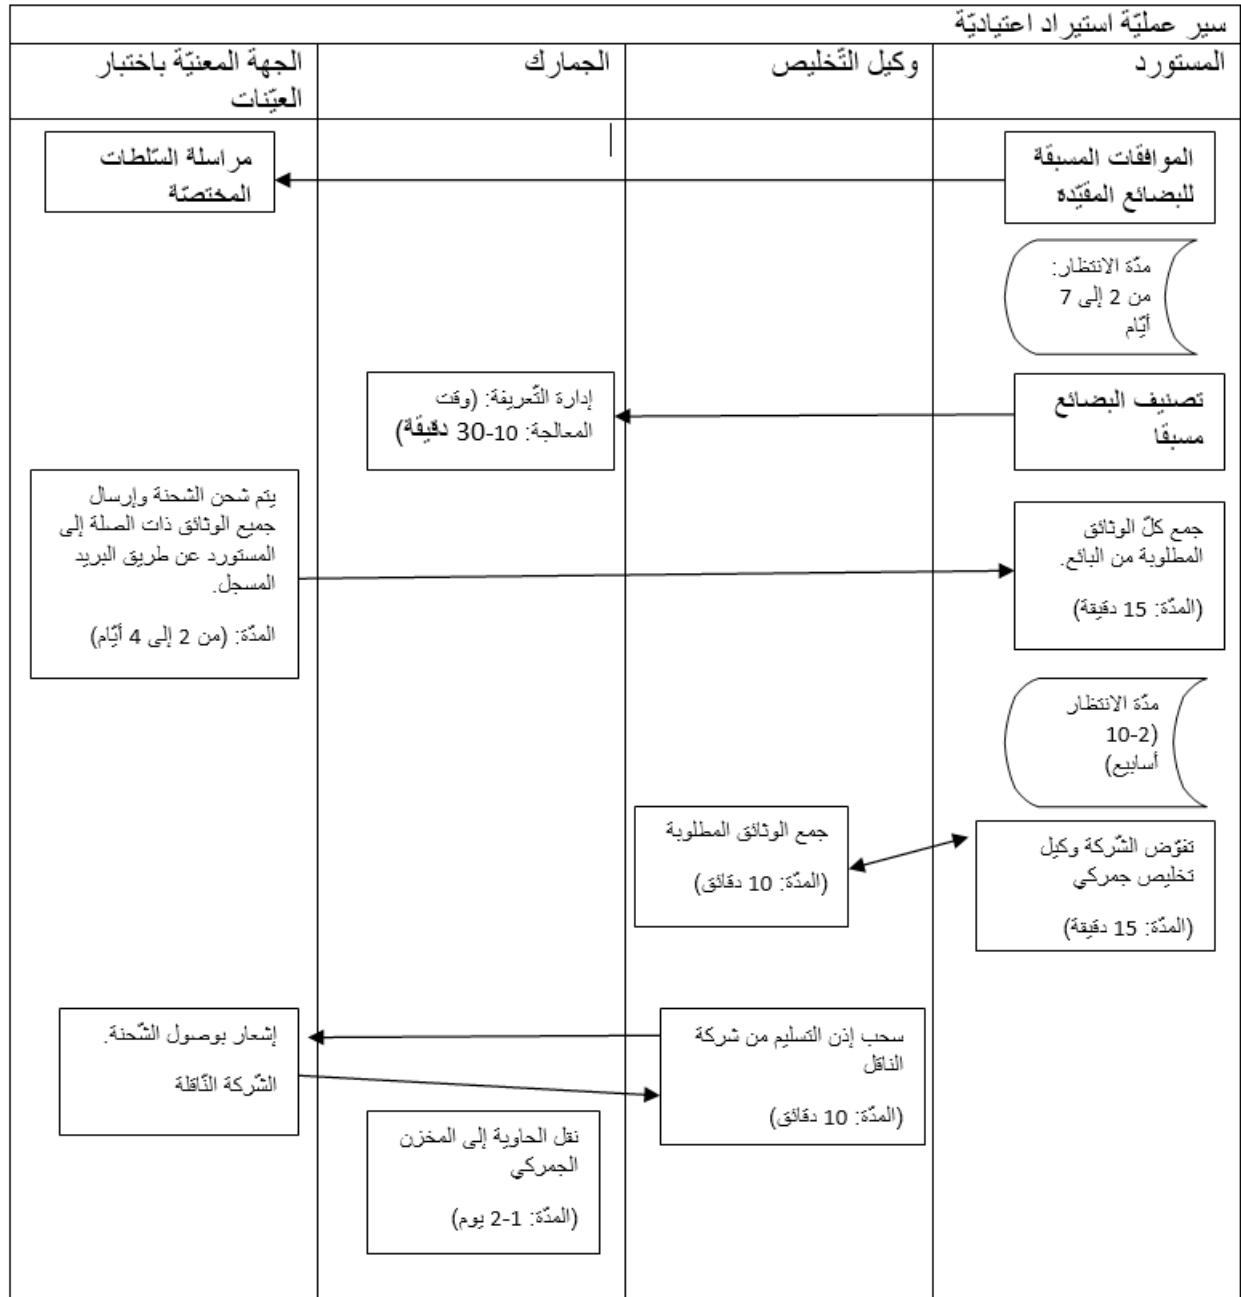 سير عمليّة استيراد اعتياديّة
المستورد
وكيل التّخليص
الجمارك
الجهة المعنيّة باختبار
العيّنات
الموافقات المسبقة
للبضائع المقيّده
مراسلة السّلطات
المختصّة
مدّة الانتظار:
من 2 إلى 7
أيّام
تصنيف البضائع
مسبقا
إدارة التّعريفة: (وقت
المعالجة: 10-30 دقيقة)
يتم شحن الشحنة وإرسال
جميع الوثائق ذات الصلة إلى
المستورد عن طريق البريد
المسجل.
المدّة: (من 2 إلى 4 أيّام)
جمع كلّ الوثائق
المطلوبة من البائع.
(المدّة: 15 دقيقة)
مدّة الانتظار
(2-10
أسابيع)
تفوّض الشّركة وكيل
تخليص جمركي
(المدّة: 15 دقيقة)
جمع الوثائق المطلوبة
(المدّة: 10 دقائق)
سحب إذن التسليم من شركة
الناقل
(المدّة: 10 دقائق)
إشعار بوصول الشّحنة.
الشّركة النّاقلة
نقل الحاوية إلى المخزن
الجمركي
(المدّة: 1-2 يوم)